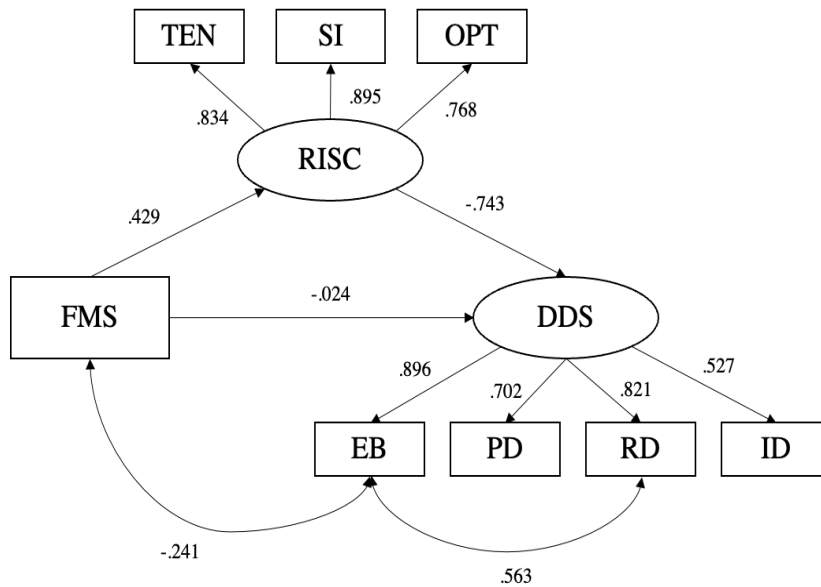 TEN SI OPT
.834 .895 .768
RISC
.429 -.743
FMS -.024 DDS
.896 .702 .821 .527
EB PD RD ID
-.241
.563